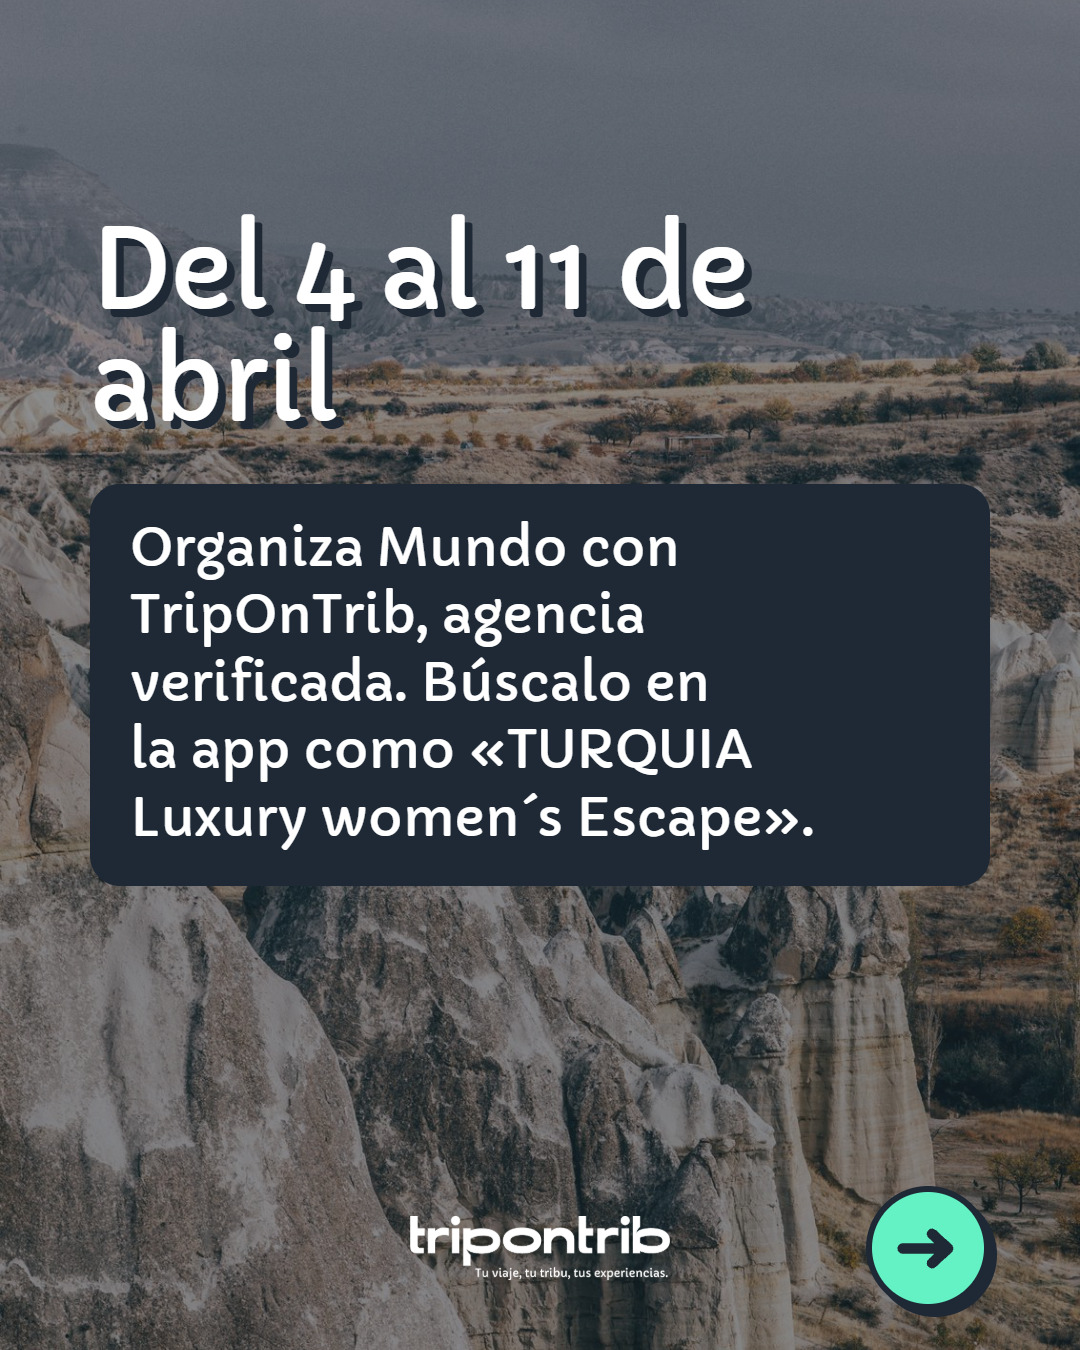 Del 4 al 11 de
abril
Organiza Mundo con
TripOnTrib, agencia
verificada. Búscalo en
la app como «TURQUIA
Luxury women´s Escape».
tripontrib
Tu viaje, tu tribu, tus experiencias.